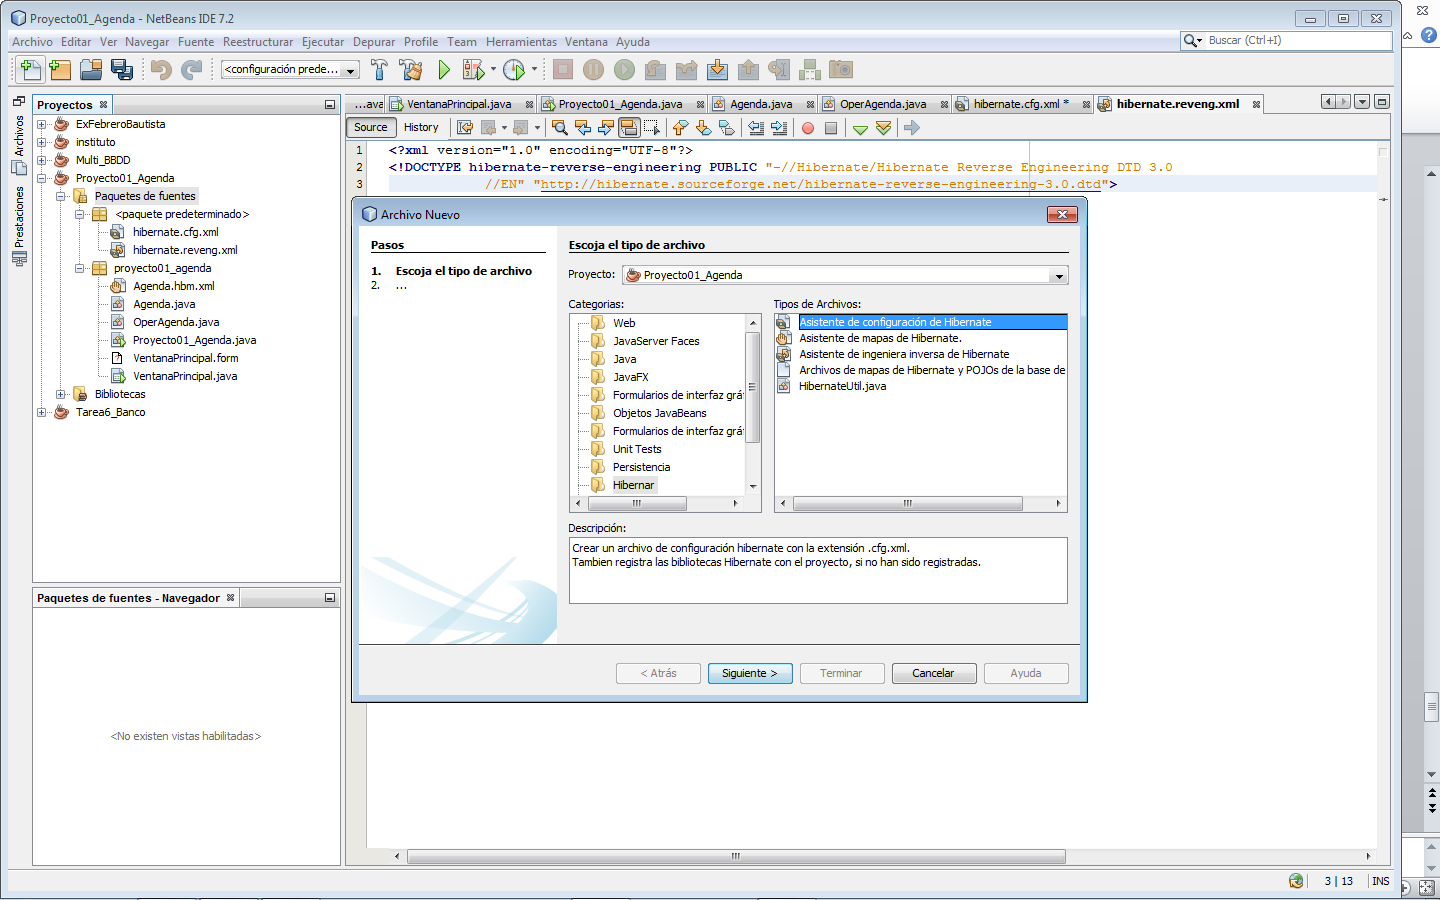 Proyecto01_Agenda - NetBeans IDE 7.2
Archivo Editar Ver Navegar Fuente Reestructurar Ejecutar Depurar Profile Team Herramientas Ventana Ayuda
Buscar (Ctrl+I)
<configuración prede...
Archivos
Prestaciones
Proyectos
ExFebreroBautista
instituto
Multi_BBDD
Proyecto01_Agenda
Paquetes de fuentes
<paquete predeterminado>
hibernate.cfg.xml
hibernate.reveng.xml
proyecto01_agenda
Agenda.hbm.xml
Agenda.java
OperAgenda.java
Proyecto01_Agenda.java
VentanaPrincipal.form
VentanaPrincipal.java
Bibliotecas
Tarea6_Banco
Paquetes de fuentes - Navegador
<No existen vistas habilitadas>
...ava VentanaPrincipal.java Proyecto01_Agenda.java Agenda.java OperAgenda.java hibernate.cfg.xml * hibernate.reveng.xml
Source History
1 <?xml version="1.0" encoding="UTF-8"?>
2 <!DOCTYPE hibernate-reverse-engineering PUBLIC "-//Hibernate/Hibernate Reverse Engineering DTD 3.0
3 //EN" "http://hibernate.sourceforge.net/hibernate-reverse-engineering-3.0.dtd">
Archivo Nuevo
Pasos
1. Escoja el tipo de archivo
2. ...
Escoja el tipo de archivo
Proyecto: Proyecto01_Agenda
Categorias:
Web
JavaServer Faces
Java
JavaFX
Formularios de interfaz grá
Objetos JavaBeans
Formularios de interfaz grá
Unit Tests
Persistencia
Hibernar
Tipos de Archivos:
Asistente de configuración de Hibernate
Asistente de mapas de Hibernate.
Asistente de ingeniera inversa de Hibernate
Archivos de mapas de Hibernate y POJOs de la base de
HibernateUtil.java
Descripción:
Crear un archivo de configuración hibernate con la extensión .cfg.xml.
Tambien registra las bibliotecas Hibernate con el proyecto, si no han sido registradas.
< Atrás Siguiente > Terminar Cancelar Ayuda
3 | 13 INS